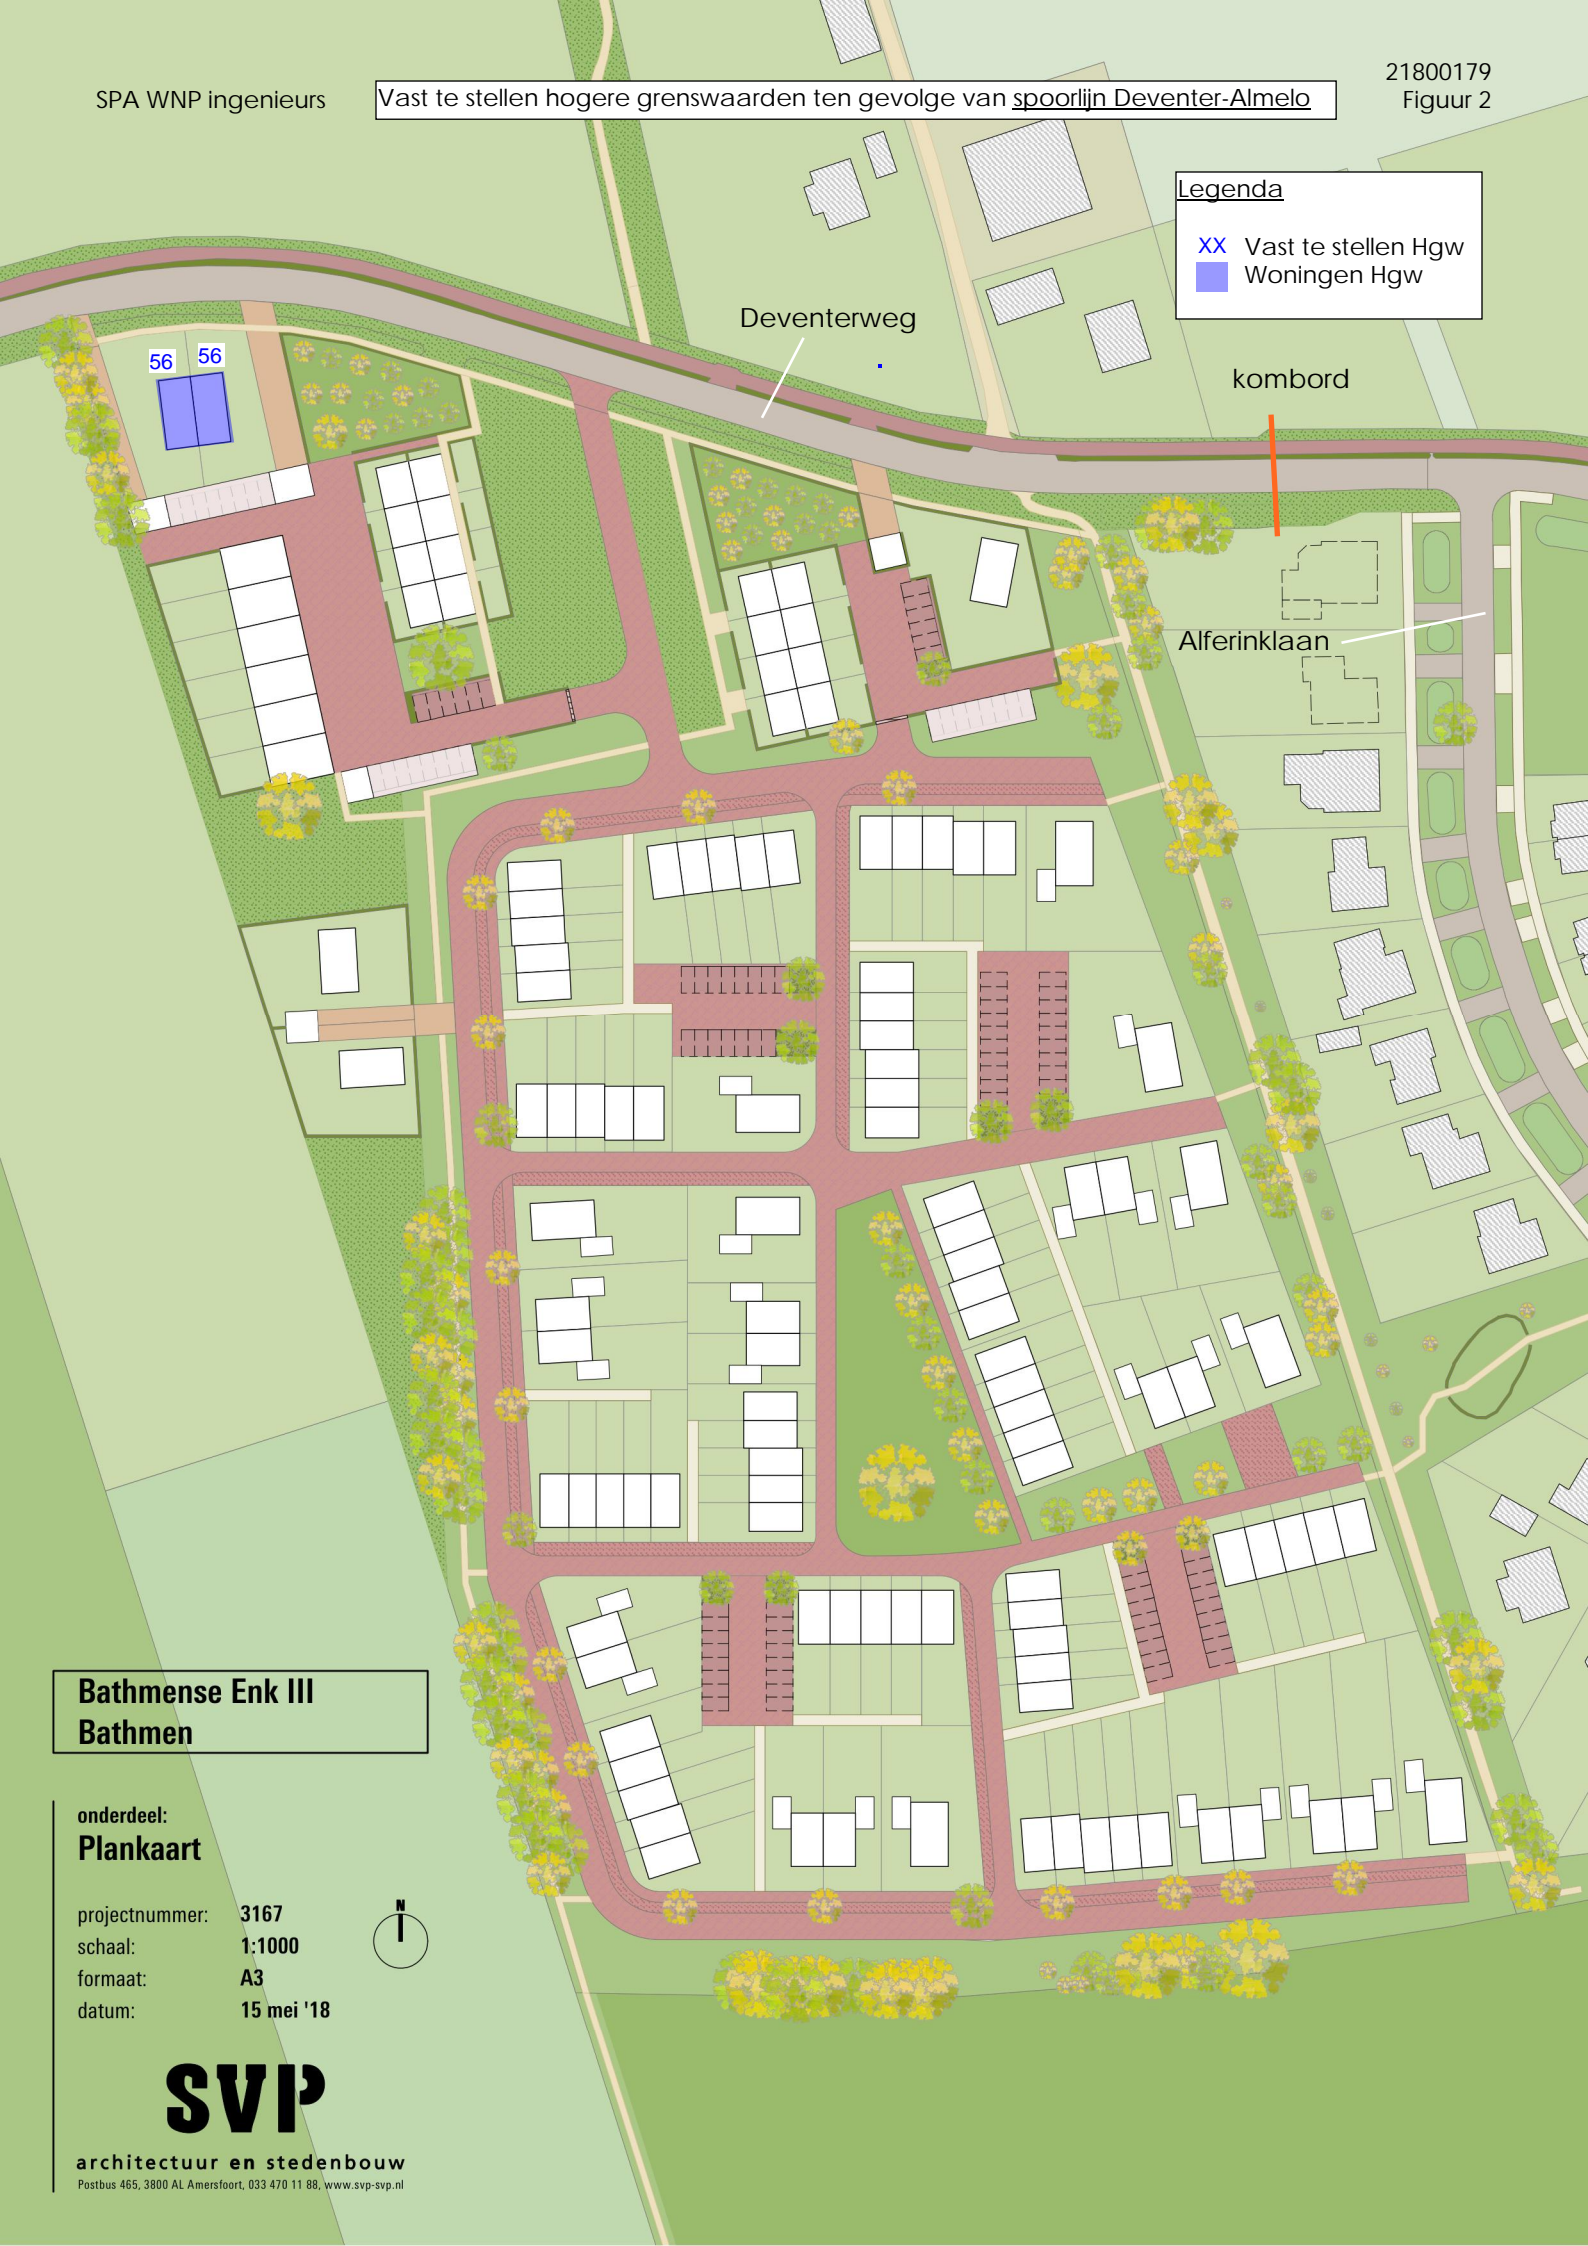 SPA WNP ingenieurs
Vast te stellen hogere grenswaarden ten gevolge van spoorlijn Deventer-Almelo
21800179
Figuur 2
Legenda
XX Vast te stellen Hgw
Woningen Hgw
Deventerweg
kombord
56 56
Alferinklaan
Bathmense Enk III
Bathmen
onderdeel:
Plankaart
projectnummer: 3167
schaal: 1:1000
formaat: A3
datum: 15 mei '18
N
SVP
architectuur en stedenbouw
Postbus 465, 3800 AL Amersfoort, 033 470 11 88, www.svp-svp.nl